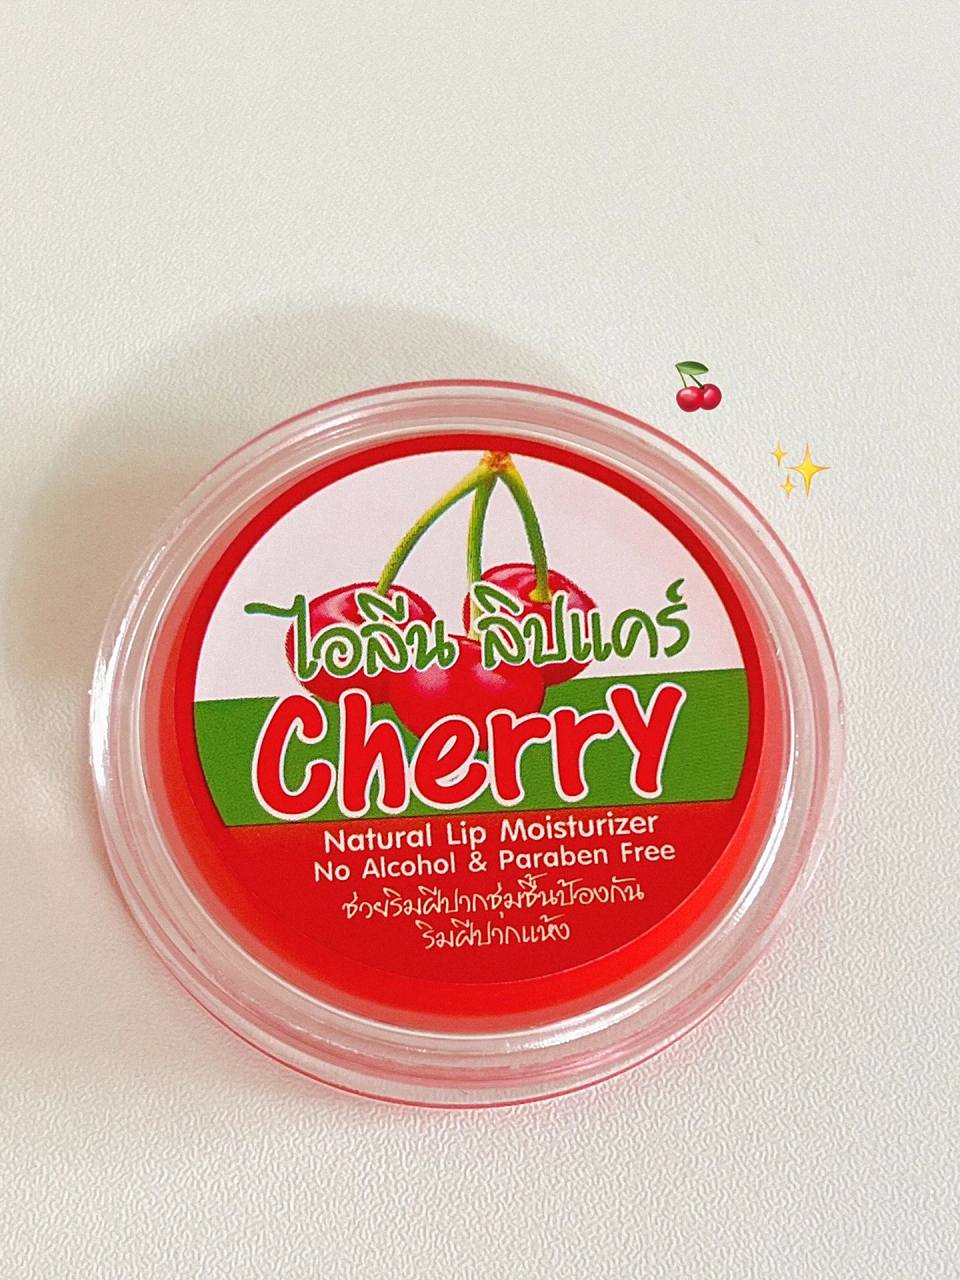 ไอลีน ลิปแคร์
Cherry
Natural Lip Moisturizer
No Alcohol & Paraben Free
ช่วยริมฝีปากชุ่มชื้นป้องกัน
ริมฝีปากแห้ง